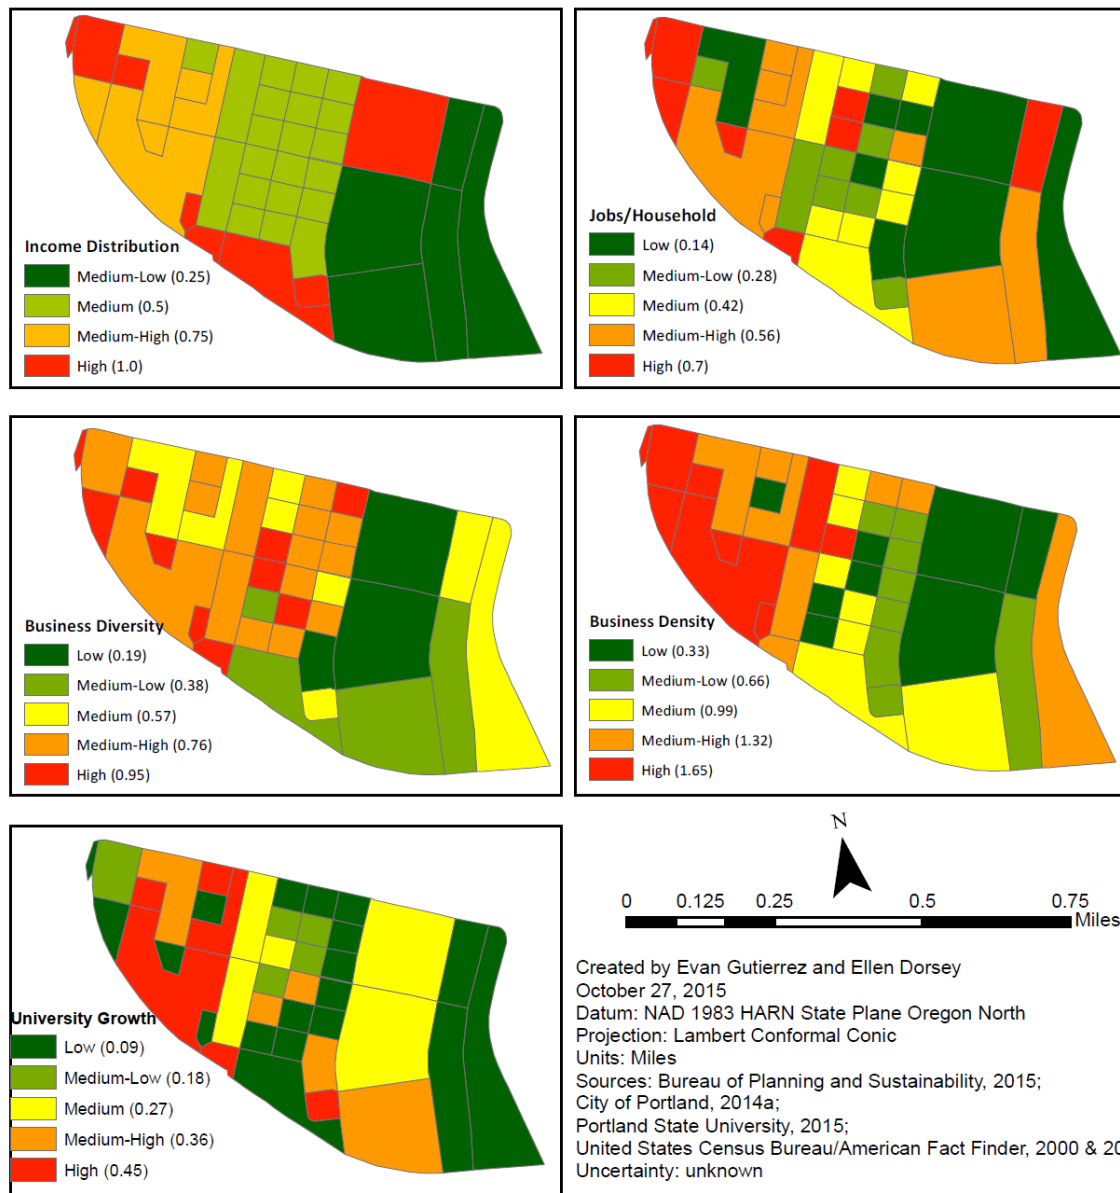 Income Distribution
Medium-Low (0.25)
Medium (0.5)
Medium-High (0.75)
High (1.0)
Jobs/Household
Low (0.14)
Medium-Low (0.28)
Medium (0.42)
Medium-High (0.56)
High (0.7)
Business Diversity
Low (0.19)
Medium-Low (0.38)
Medium (0.57)
Medium-High (0.76)
High (0.95)
Business Density
Low (0.33)
Medium-Low (0.66)
Medium (0.99)
Medium-High (1.32)
High (1.65)
University Growth
Low (0.09)
Medium-Low (0.18)
Medium (0.27)
Medium-High (0.36)
High (0.45)
N
0 0.125 0.25 0.5 0.75
Miles
Created by Evan Gutierrez and Ellen Dorsey
October 27, 2015
Datum: NAD 1983 HARN State Plane Oregon North
Projection: Lambert Conformal Conic
Units: Miles
Sources: Bureau of Planning and Sustainability, 2015;
City of Portland, 2014a;
Portland State University, 2015;
United States Census Bureau/American Fact Finder, 2000 &
Uncertainty: unknown